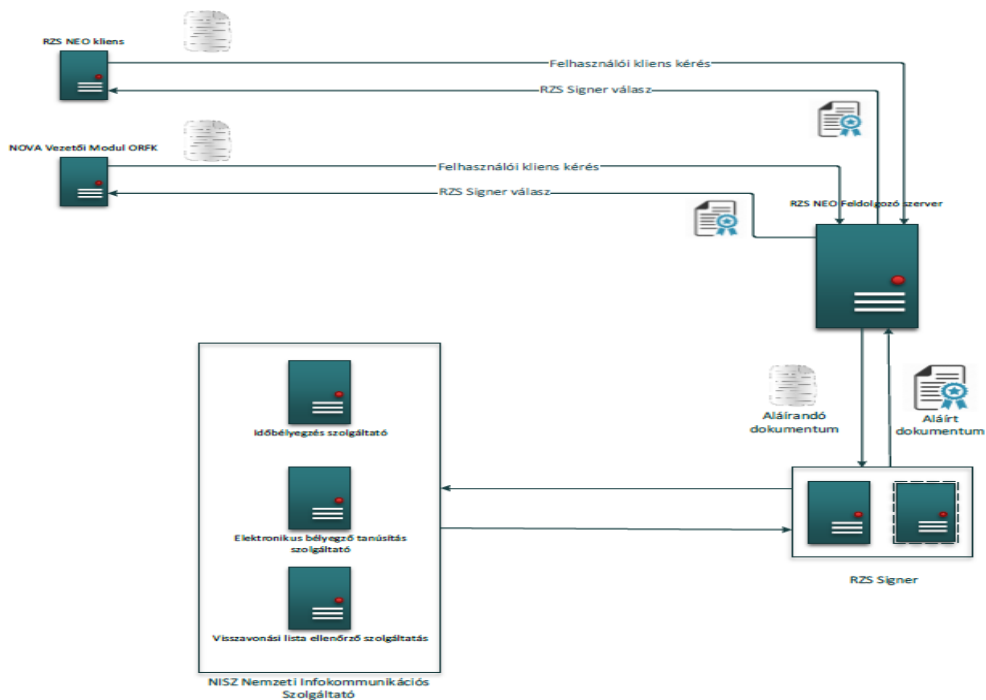 RZS NEO kliens
Felhasználói kliens kérés
RZS Signer válasz
NOVA Vezetői Modul ORFK
Felhasználói kliens kérés
RZS Signer válasz
RZS NEO Feldolgozó szerver
Időbélyegzés szolgáltató
Aláírandó
dokumentum
Aláírt
dokumentum
Elektronikus bélyegző tanúsítás
szolgáltató
RZS Signer
Visszavonási lista ellenőrző szolgáltatás
NISZ Nemzeti Infokommunikációs
Szolgáltató